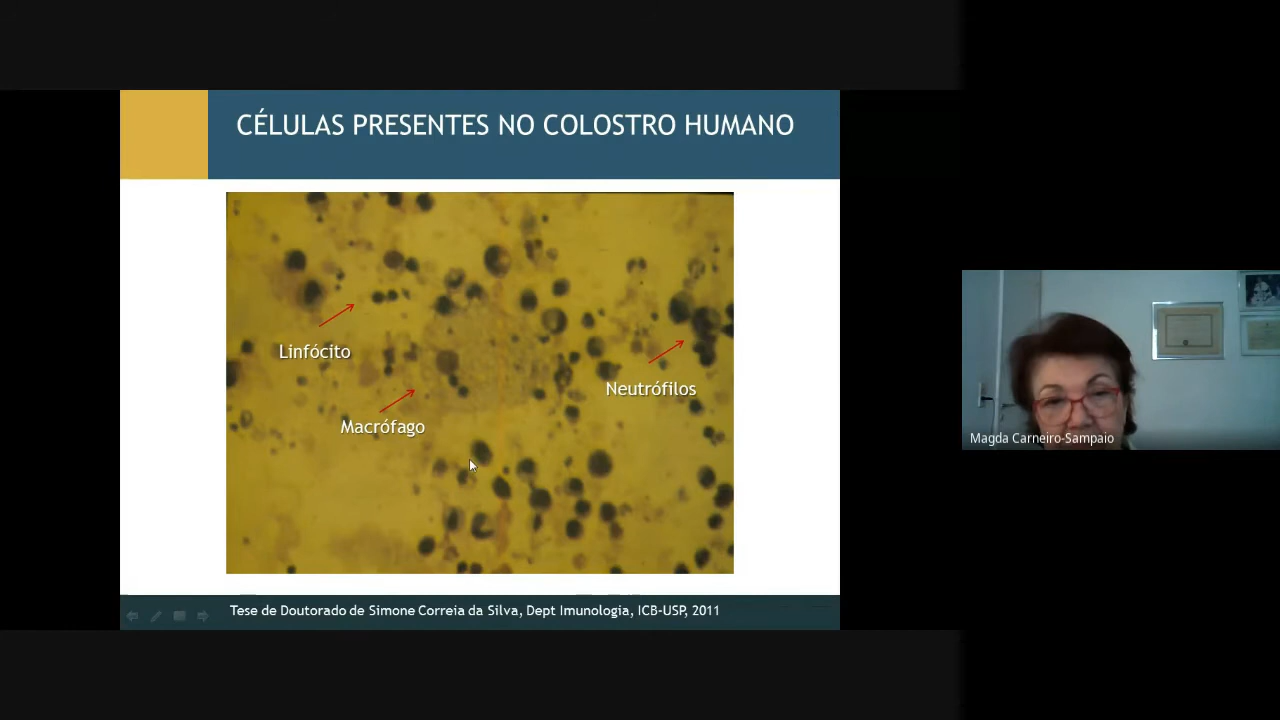 CÉLULAS PRESENTES NO COLOSTRO HUMANO
Linfócito
Neutrófilos
Macrófago
Magda Carneiro-Sampaio
Tese de Doutorado de Simone Correia da Silva, Dept Imunologia, ICB-USP, 2011